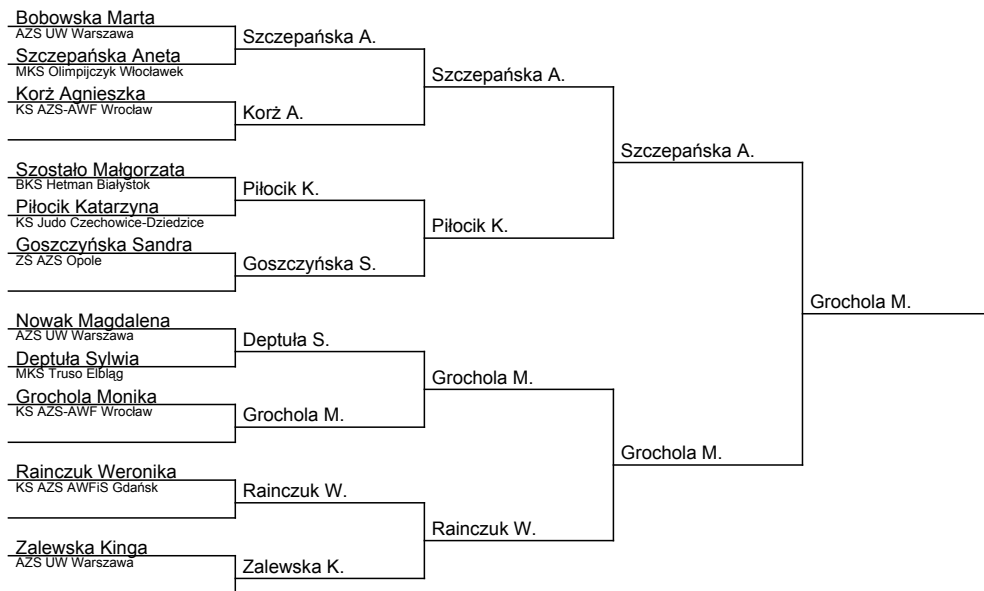 Bobowska Marta
AZS UW Warszawa
Szczepańska A.
Szczepańska Aneta
MKS Olimpijczyk Włocławek
Szczepańska A.
Korż Agnieszka
KS AZS-AWF Wrocław
Korż A.
Szczepańska A.
Szostało Małgorzata
BKS Hetman Białystok
Piłocik K.
Piłocik Katarzyna
KS Judo Czechowice-Dziedzice
Piłocik K.
Goszczyńska Sandra
ZS AZS Opole
Goszczyńska S.
Grochola M.
Nowak Magdalena
AZS UW Warszawa
Deptuła S.
Deptuła Sylwia
MKS Truso Elbląg
Grochola M.
Grochola Monika
KS AZS-AWF Wrocław
Grochola M.
Grochola M.
Rainczuk Weronika
KS AZS AWFiS Gdańsk
Rainczuk W.
Rainczuk W.
Zalewska Kinga
AZS UW Warszawa
Zalewska K.